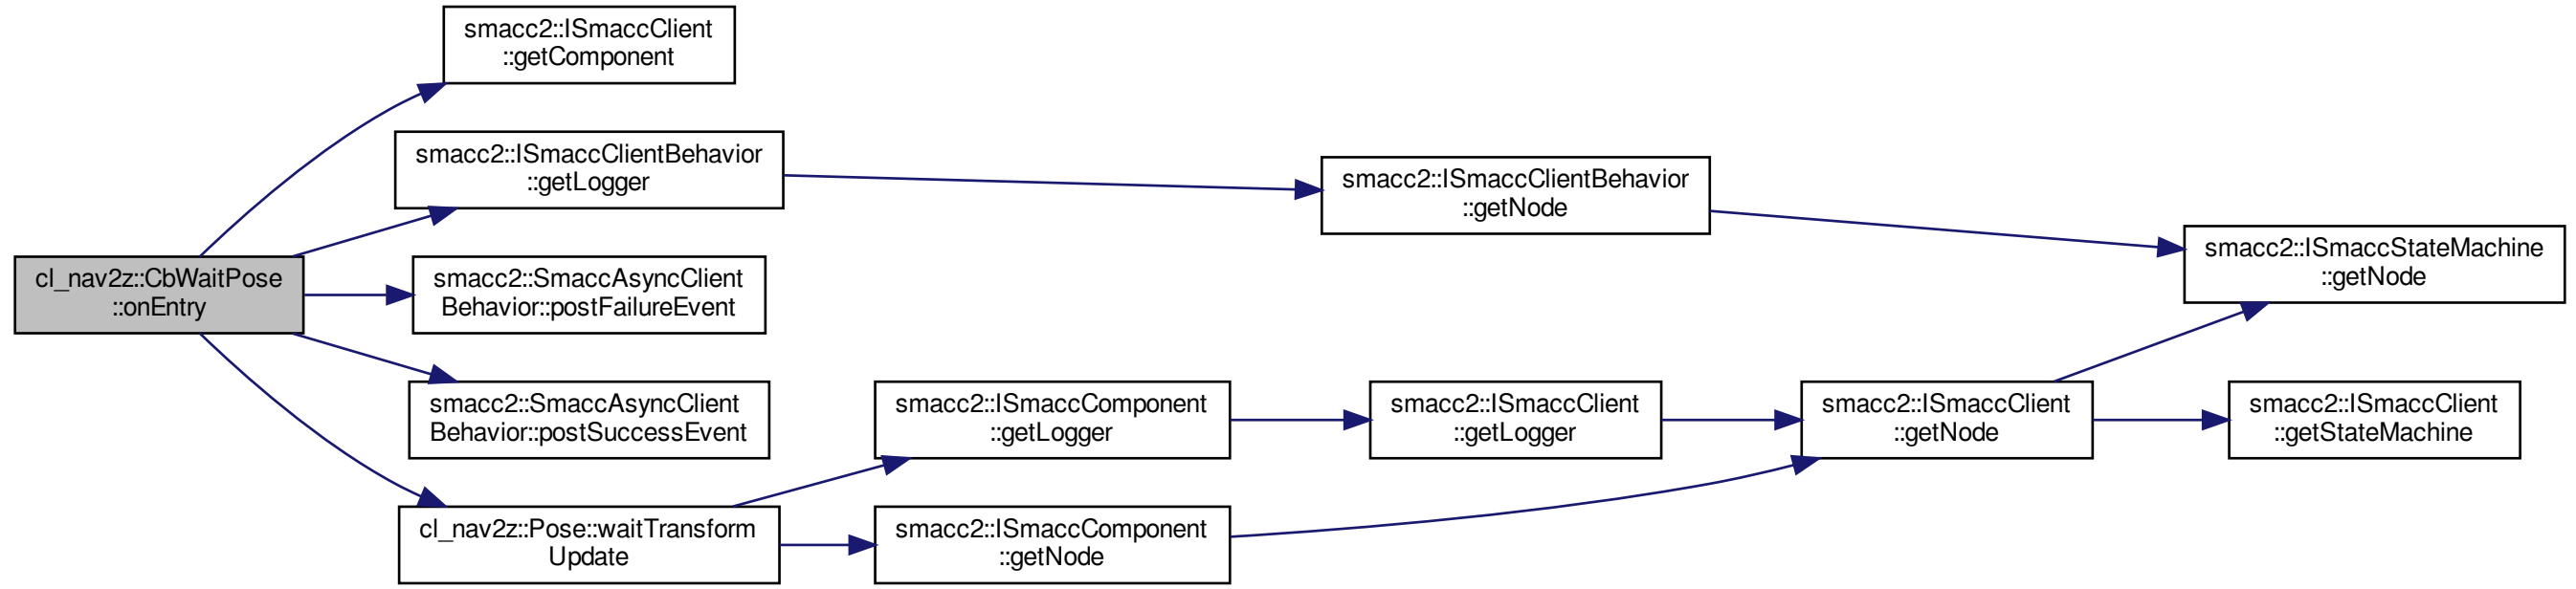 smacc2::ISmaccClient
::getComponent
smacc2::ISmaccClientBehavior
::getLogger
smacc2::ISmaccClientBehavior
::getNode
smacc2::ISmaccStateMachine
::getNode
cl_nav2z::CbWaitPose
::onEntry
smacc2::SmaccAsyncClient
Behavior::postFailureEvent
smacc2::SmaccAsyncClient
Behavior::postSuccessEvent
smacc2::ISmaccComponent
::getLogger
smacc2::ISmaccClient
::getLogger
smacc2::ISmaccClient
::getNode
smacc2::ISmaccClient
::getStateMachine
cl_nav2z::Pose::waitTransform
Update
smacc2::ISmaccComponent
::getNode